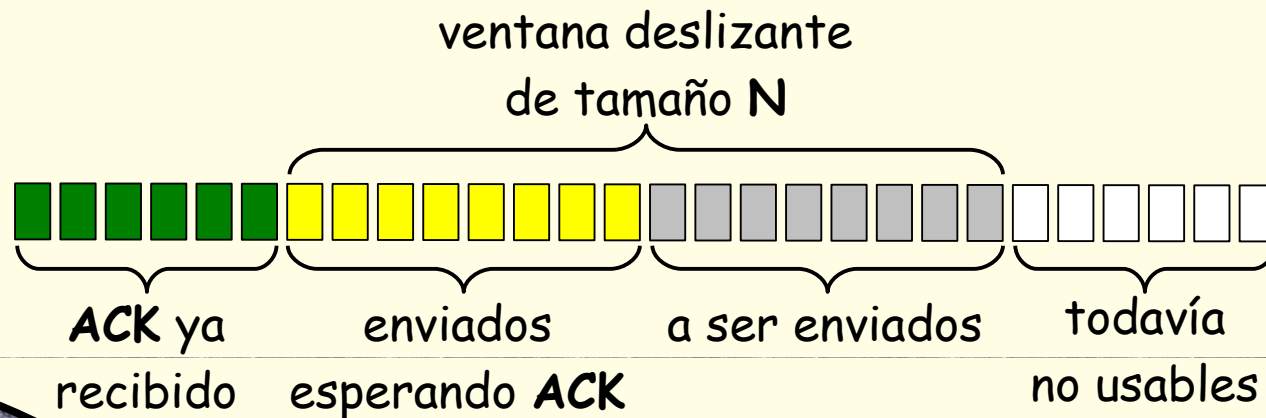 ventana deslizante
de tamaño N
ACK ya
recibido
enviados
esperando ACK
a ser enviados
todavía
no usables